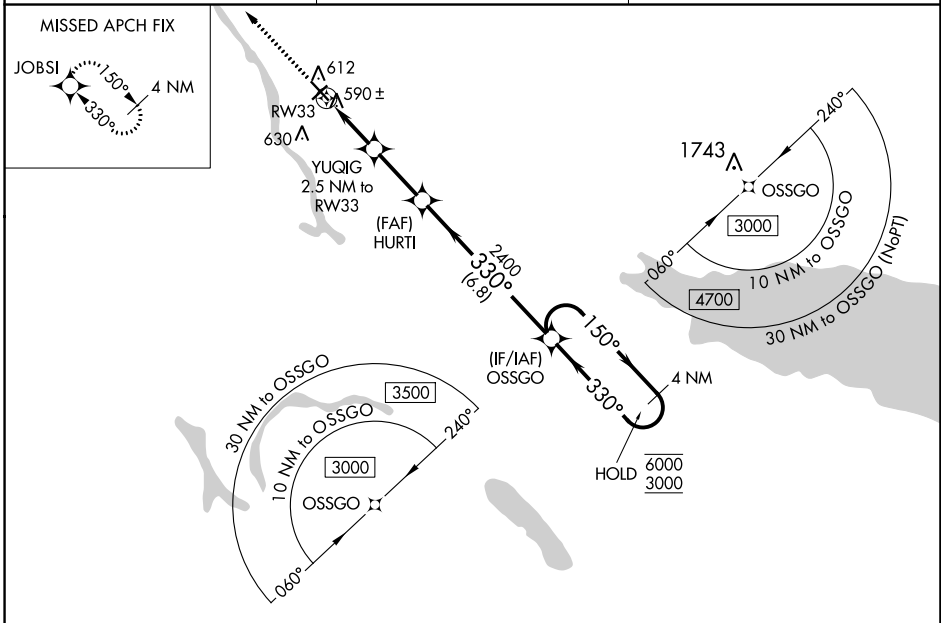 MISSED APCH FIX
JOBSI
150°
4 NM
330°
612
590 ±
RW33
630
YUQIG
2.5 NM to
RW33
(FAF)
HURTI
2400
330°
(6.8)
(IF/IAF)
OSSGO
150°
330°
4 NM
HOLD
6000
3000
240°
1743
OSSGO
3000
060°
10 NM to OSSGO
4700
30 NM to OSSGO (NoPT)
30 NM to OSSGO
3500
10 NM to OSSGO
240°
3000
OSSGO
060°